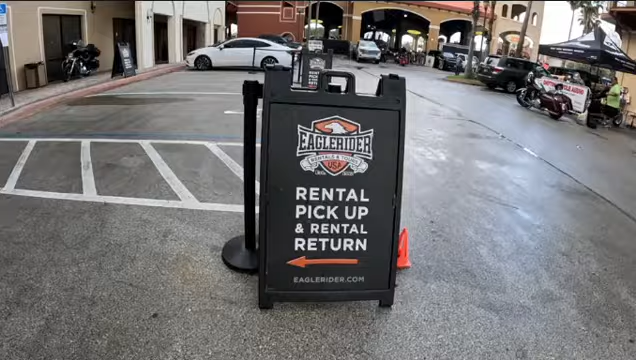 EAGLERIDER
RENTALS & TOURS
USA
RENTAL
PICK UP
& RENTAL
RETURN
EAGLERIDER.COM